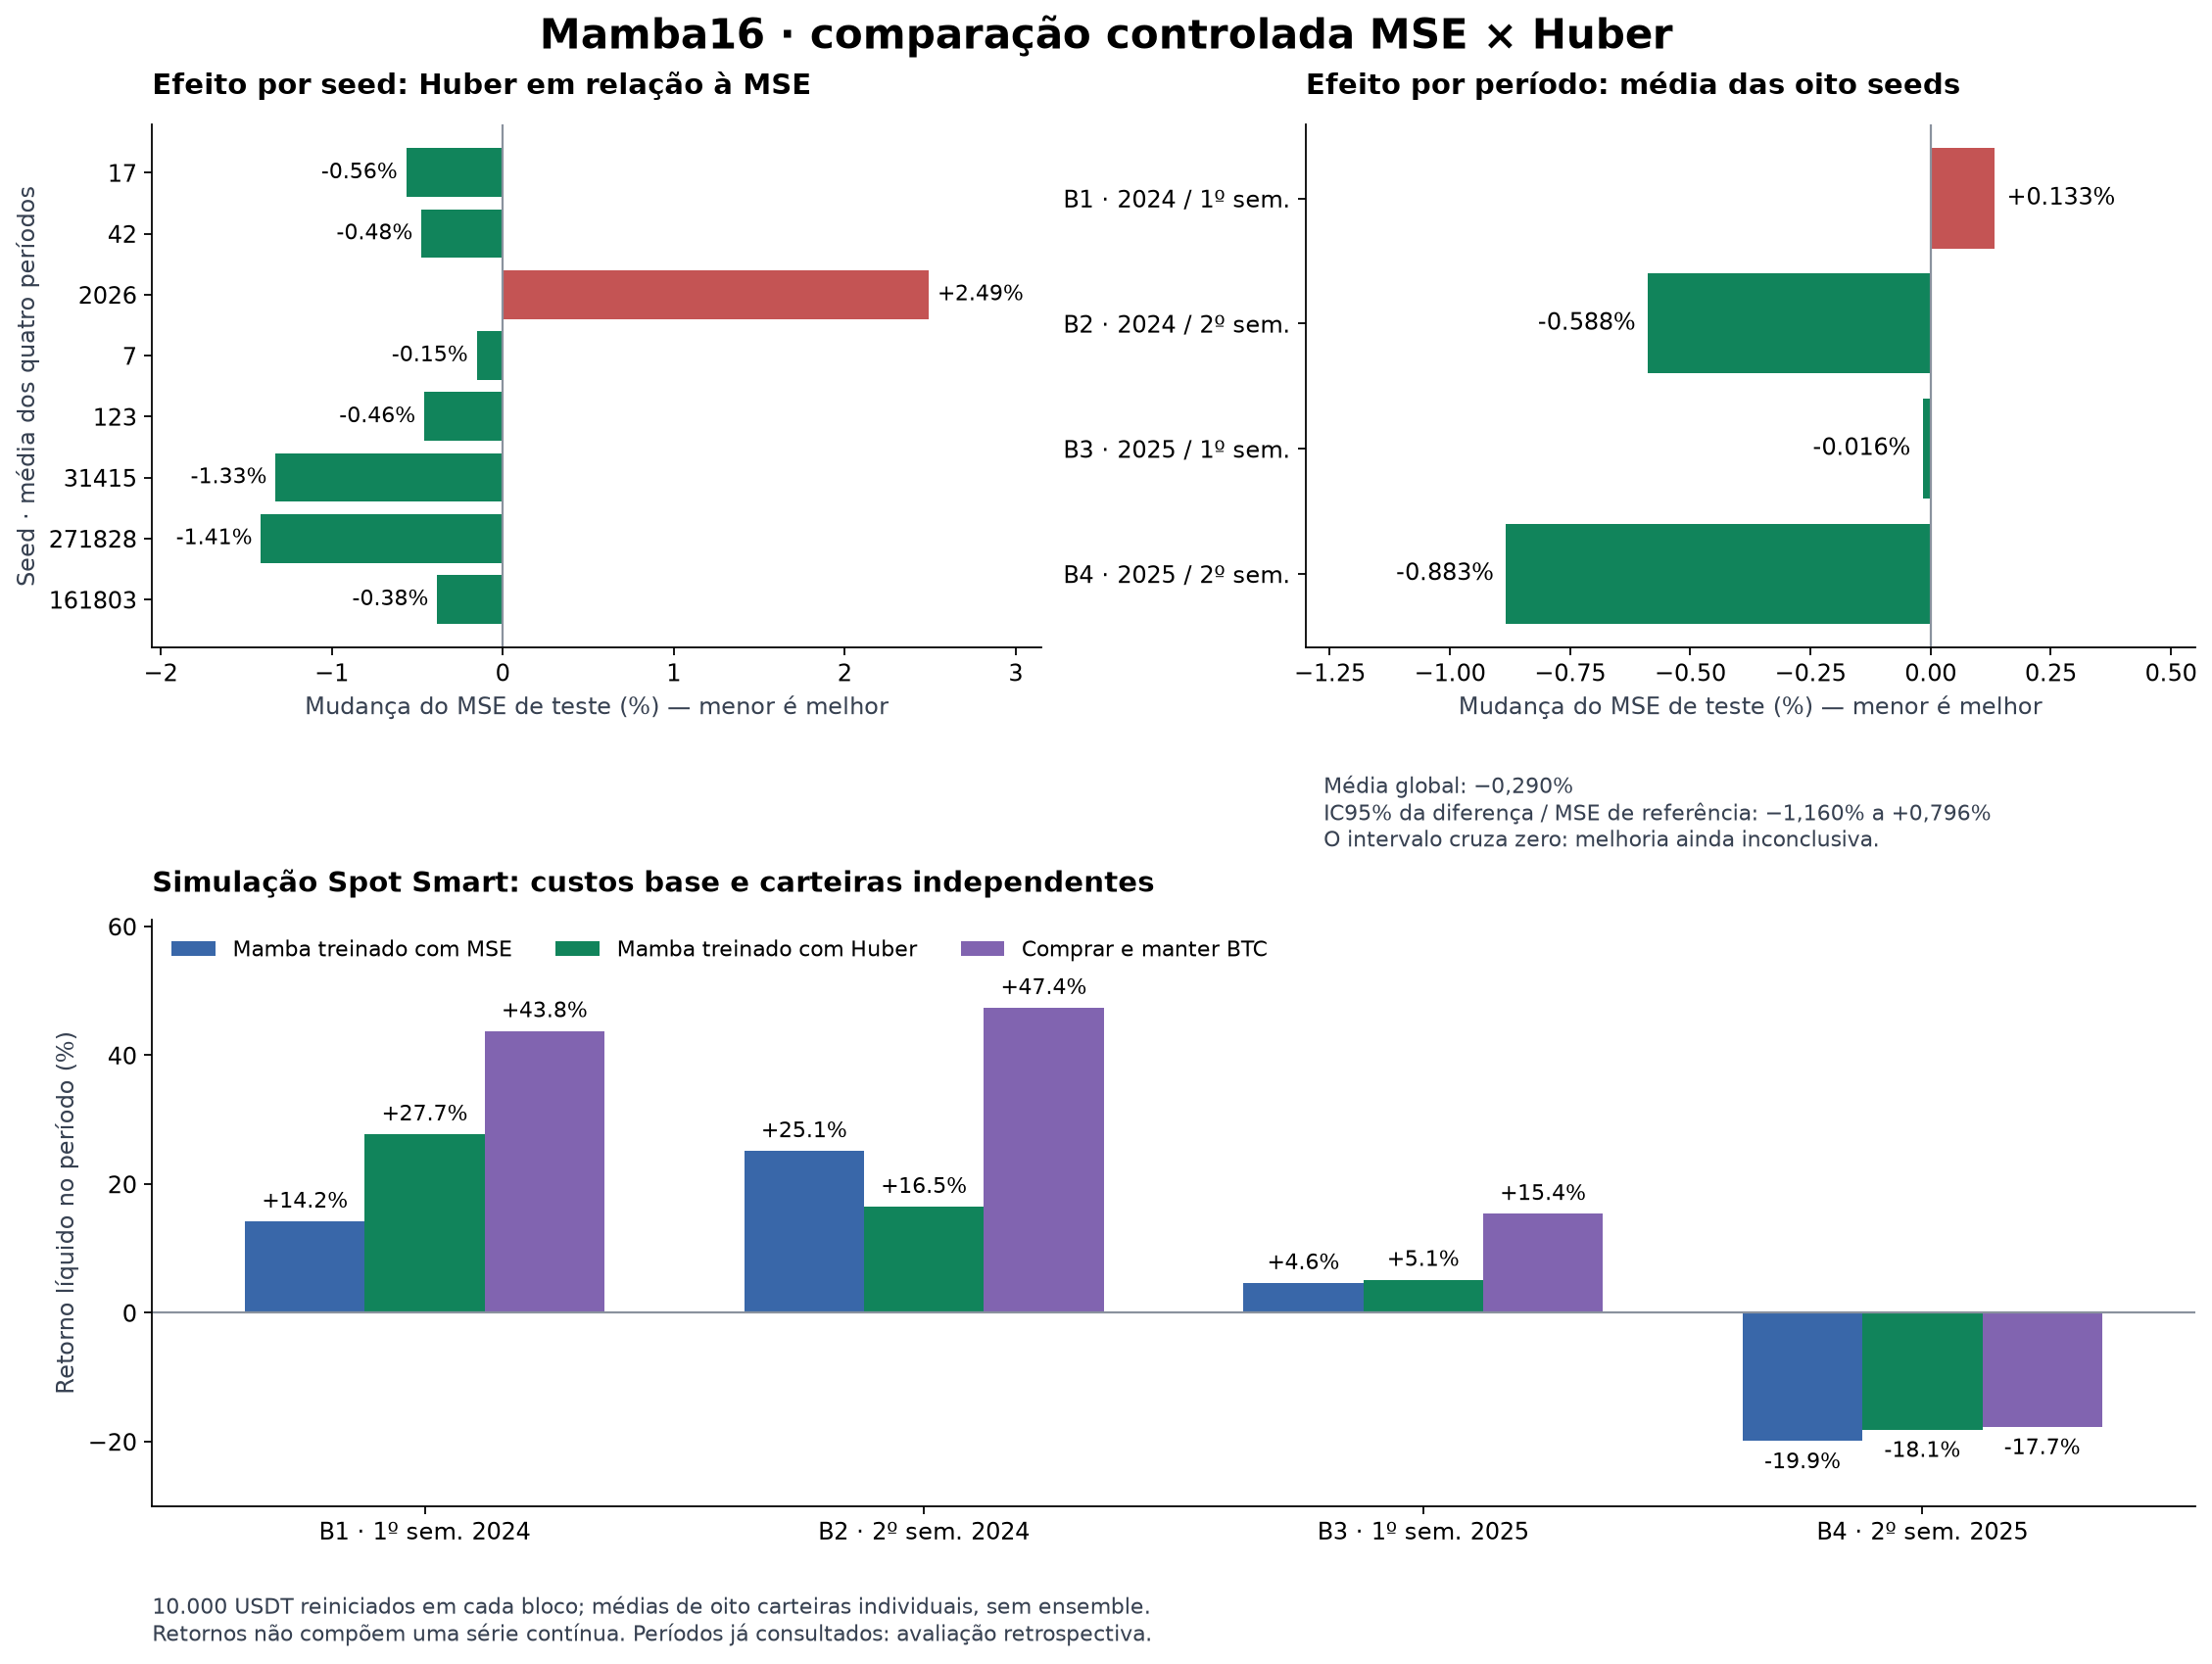 Mamba16 · comparação controlada MSE × Huber
Efeito por seed: Huber em relação à MSE
Seed · média dos quatro períodos
17
42
2026
7
123
31415
271828
161803
-0.56%
-0.48%
+2.49%
-0.15%
-0.46%
-1.33%
-1.41%
-0.38%
−2
−1
0
1
2
3
Mudança do MSE de teste (%) — menor é melhor
Efeito por período: média das oito seeds
B1 · 2024 / 1º sem.
B2 · 2024 / 2º sem.
B3 · 2025 / 1º sem.
B4 · 2025 / 2º sem.
+0.133%
-0.588%
-0.016%
-0.883%
−1.25
−1.00
−0.75
−0.50
−0.25
0.00
0.25
0.50
Mudança do MSE de teste (%) — menor é melhor
Média global: −0,290%
IC95% da diferença / MSE de referência: −1,160% a +0,796%
O intervalo cruza zero: melhoria ainda inconclusiva.
Simulação Spot Smart: custos base e carteiras independentes
Retorno líquido no período (%)
60
40
20
0
−20
Mamba treinado com MSE
Mamba treinado com Huber
Comprar e manter BTC
+14.2%
+27.7%
+43.8%
+25.1%
+16.5%
+47.4%
+4.6%
+5.1%
+15.4%
-19.9%
-18.1%
-17.7%
B1 · 1º sem. 2024
B2 · 2º sem. 2024
B3 · 1º sem. 2025
B4 · 2º sem. 2025
10.000 USDT reiniciados em cada bloco; médias de oito carteiras individuais, sem ensemble.
Retornos não compõem uma série contínua. Períodos já consultados: avaliação retrospectiva.